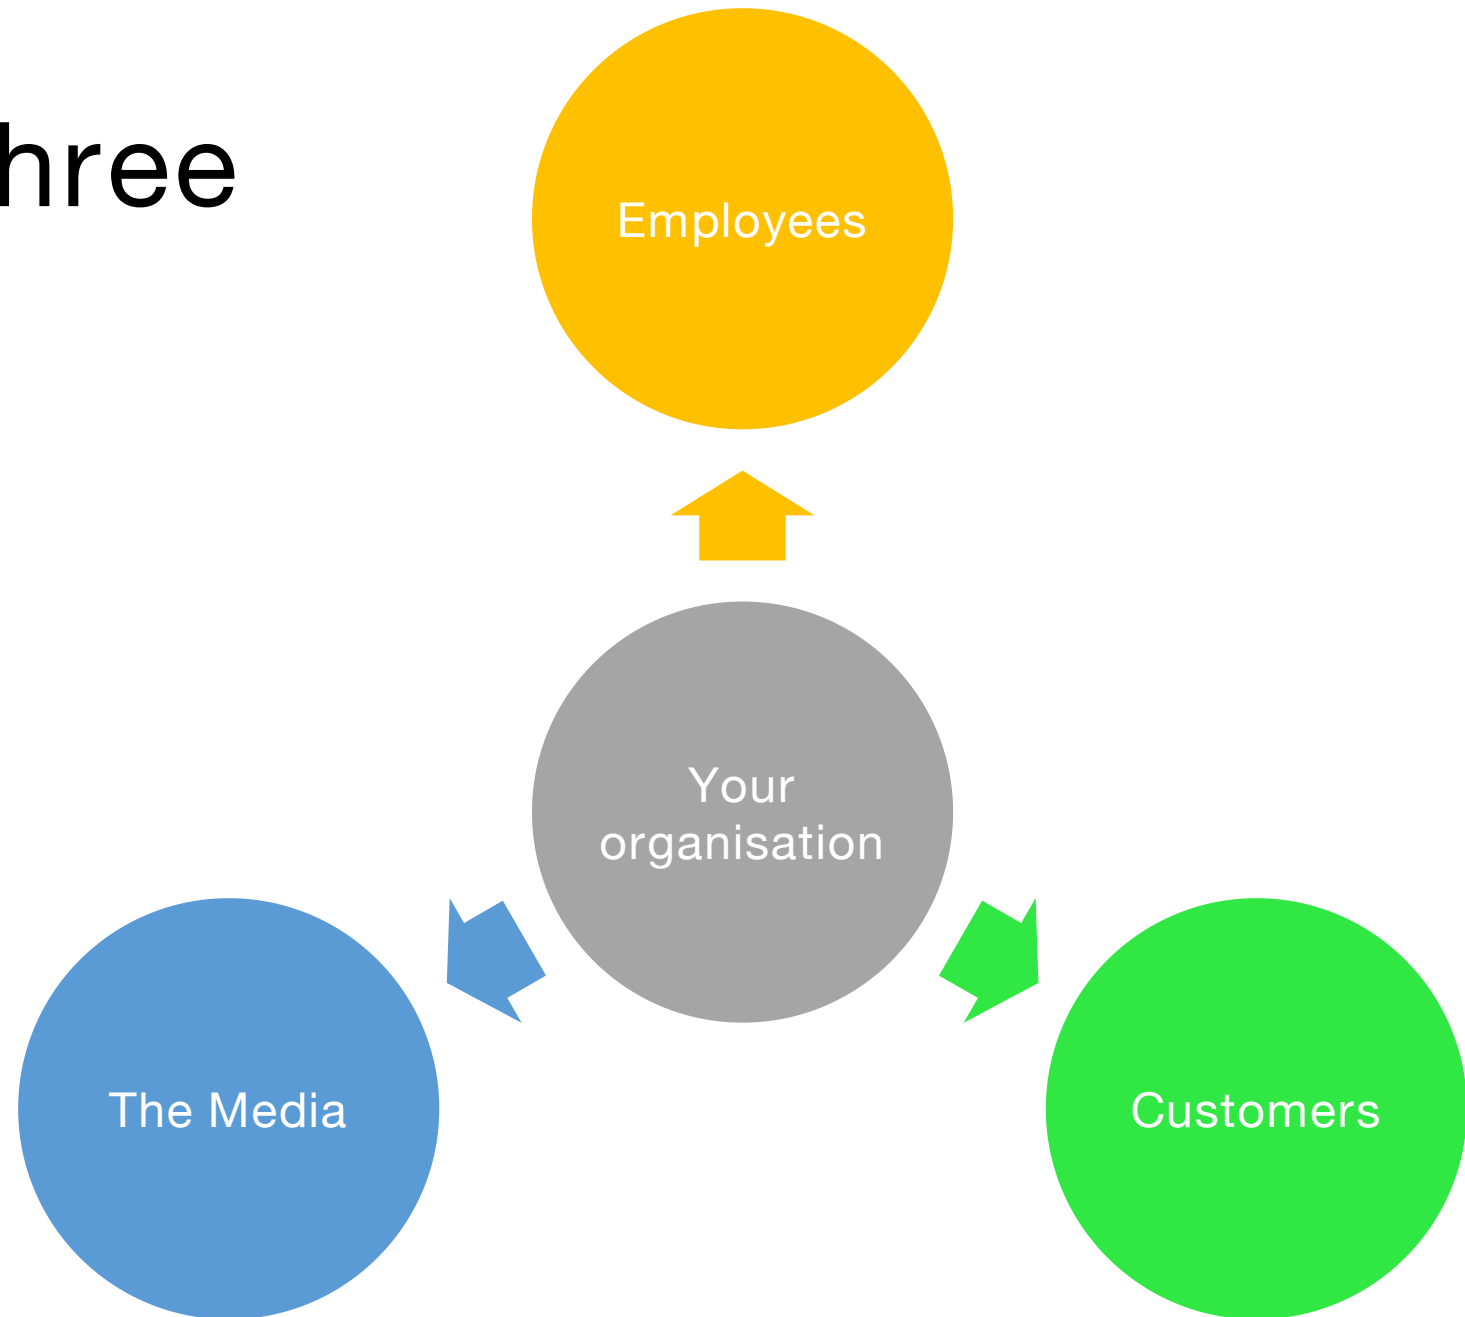 hree
Employees
Your
organisation
The Media
Customers